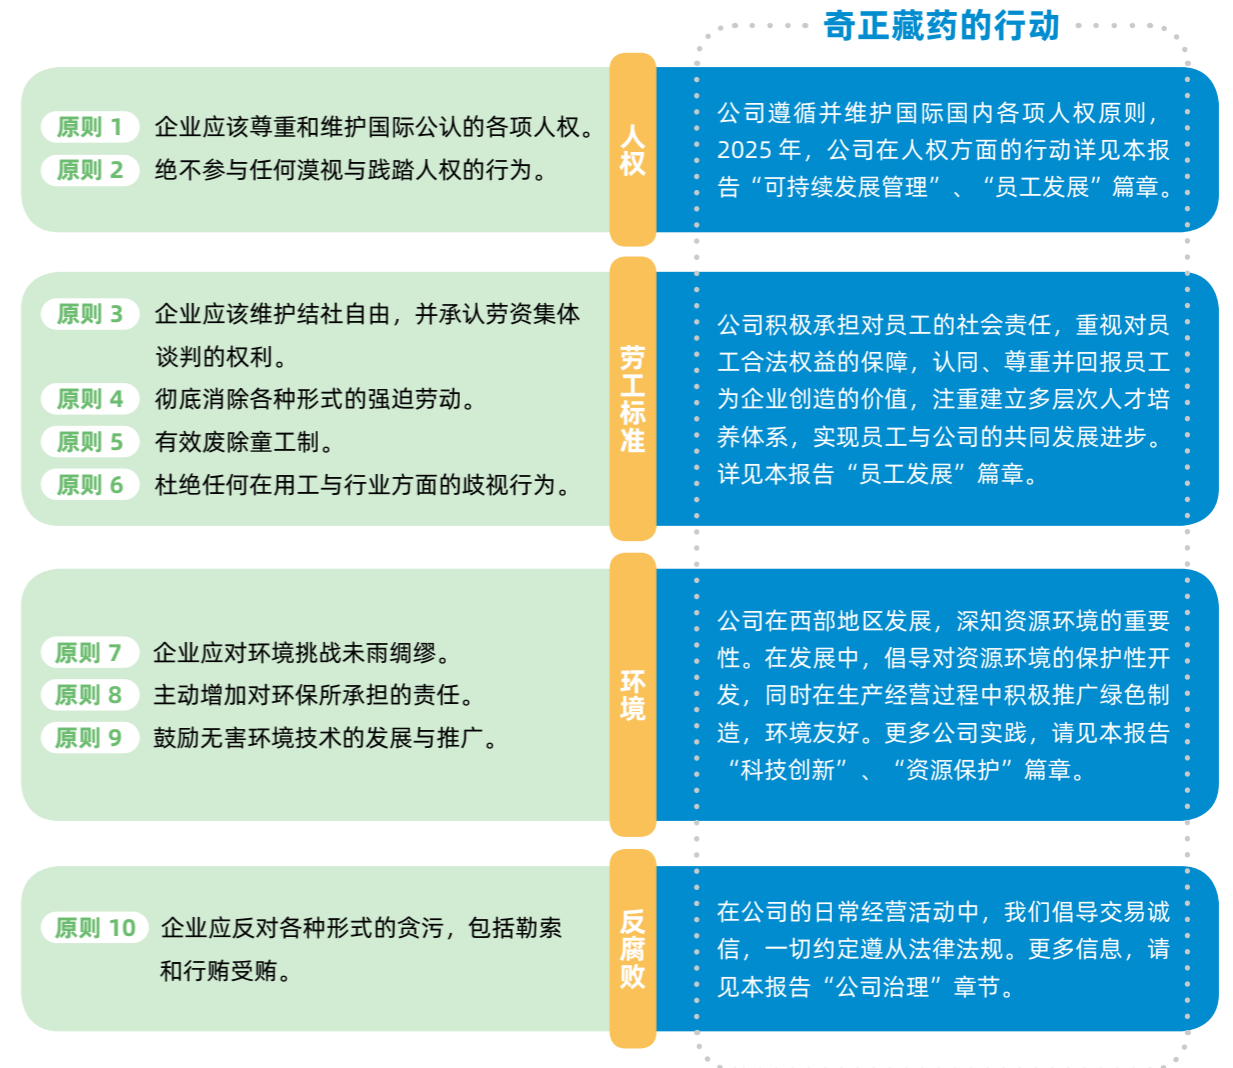 奇正藏药的行动
原则 1 企业应该尊重和维护国际公认的各项人权。
原则 2 绝不参与任何漠视与践踏人权的行为。
人权
公司遵循并维护国际国内各项人权原则，
2025 年，公司在人权方面的行动详见本报
告“可持续发展管理”、“员工发展”篇章。
原则 3 企业应该维护结社自由，并承认劳资集体
谈判的权利。
原则 4 彻底消除各种形式的强迫劳动。
原则 5 有效废除童工制。
原则 6 杜绝任何在用工与行业方面的歧视行为。
劳工标准
公司积极承担对员工的社会责任，重视对员
工合法权益的保障，认同、尊重并回报员工
为企业创造的价值，注重建立多层次人才培
养体系，实现员工与公司的共同发展进步。
详见本报告“员工发展”篇章。
原则 7 企业应对环境挑战未雨绸缪。
原则 8 主动增加对环保所承担的责任。
原则 9 鼓励无害环境技术的发展与推广。
环境
公司在西部地区发展，深知资源环境的重要
性。在发展中，倡导对资源环境的保护性开
发，同时在生产经营过程中积极推广绿色制
造，环境友好。更多公司实践，请见本报告
“科技创新”、“资源保护”篇章。
原则 10 企业应反对各种形式的贪污，包括勒索
和行贿受贿。
反腐败
在公司的日常经营活动中，我们倡导交易诚
信，一切约定遵从法律法规。更多信息，请
见本报告“公司治理”章节。